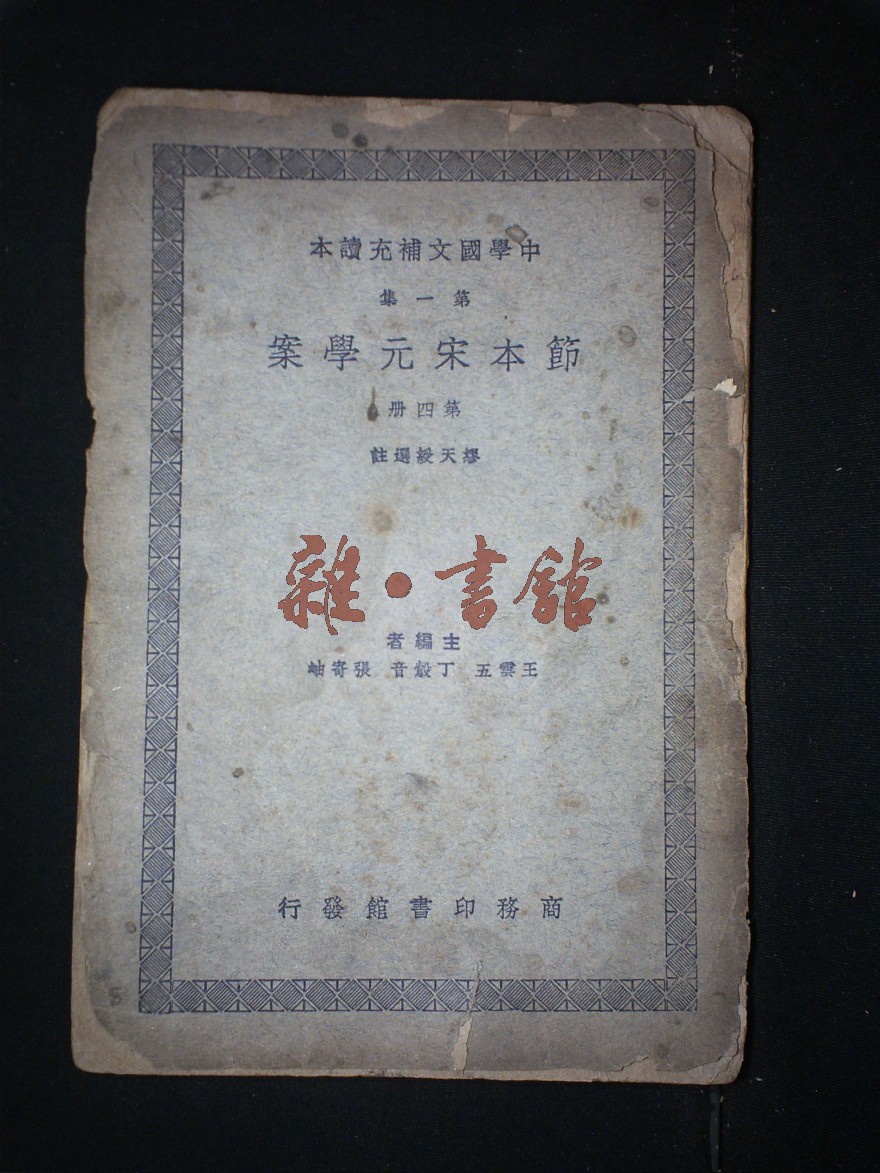 中學國文補充讀本
第一集
節本宋元學案
第四册
繆天綬選註
雜·書館
主編者
王雲五 丁瑴音 張寄岫
商務印書館發行